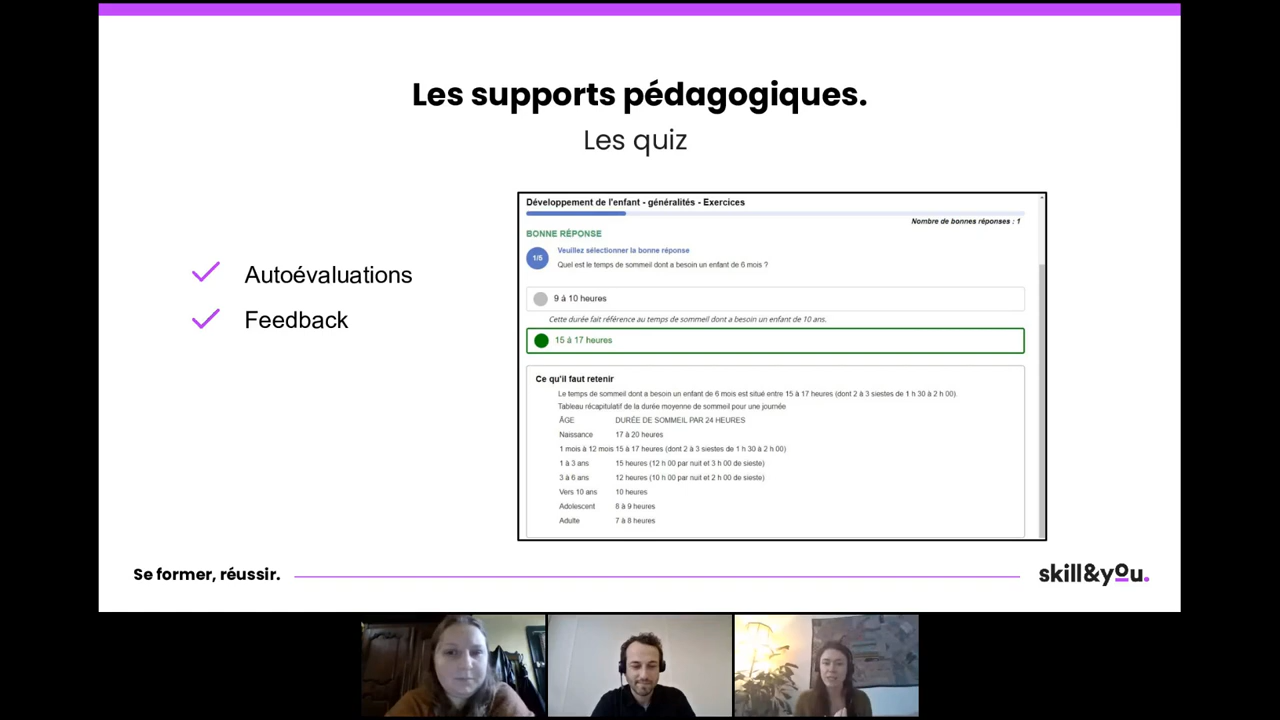 Les supports pédagogiques.
Les quiz
Autoévaluations
Feedback
Développement de l'enfant - généralités - Exercices
Nombre de bonnes réponses : 1
BONNE RÉPONSE
1/5
Veuillez sélectionner la bonne réponse
Quel est le temps de sommeil dont a besoin un enfant de 6 mois ?
9 à 10 heures
Cette durée fait référence au temps de sommeil dont a besoin un enfant de 10 ans.
15 à 17 heures
Ce qu'il faut retenir
Le temps de sommeil dont a besoin un enfant de 6 mois est situé entre 15 à 17 heures (dont 2 à 3 siestes de 1 h 30 à 2 h 00).
Tableau récapitulatif de la durée moyenne de sommeil pour une journée
ÂGE DURÉE DE SOMMEIL PAR 24 HEURES
Naissance 17 à 20 heures
1 mois à 12 mois 15 à 17 heures (dont 2 à 3 siestes de 1 h 30 à 2 h 00)
1 à 3 ans 15 heures (12 h 00 par nuit et 3 h 00 de sieste)
3 à 6 ans 12 heures (10 h 00 par nuit et 2 h 00 de sieste)
Vers 10 ans 10 heures
Adolescent 8 à 9 heures
Adulte 7 à 8 heures
Se former, réussir.
skill&you.